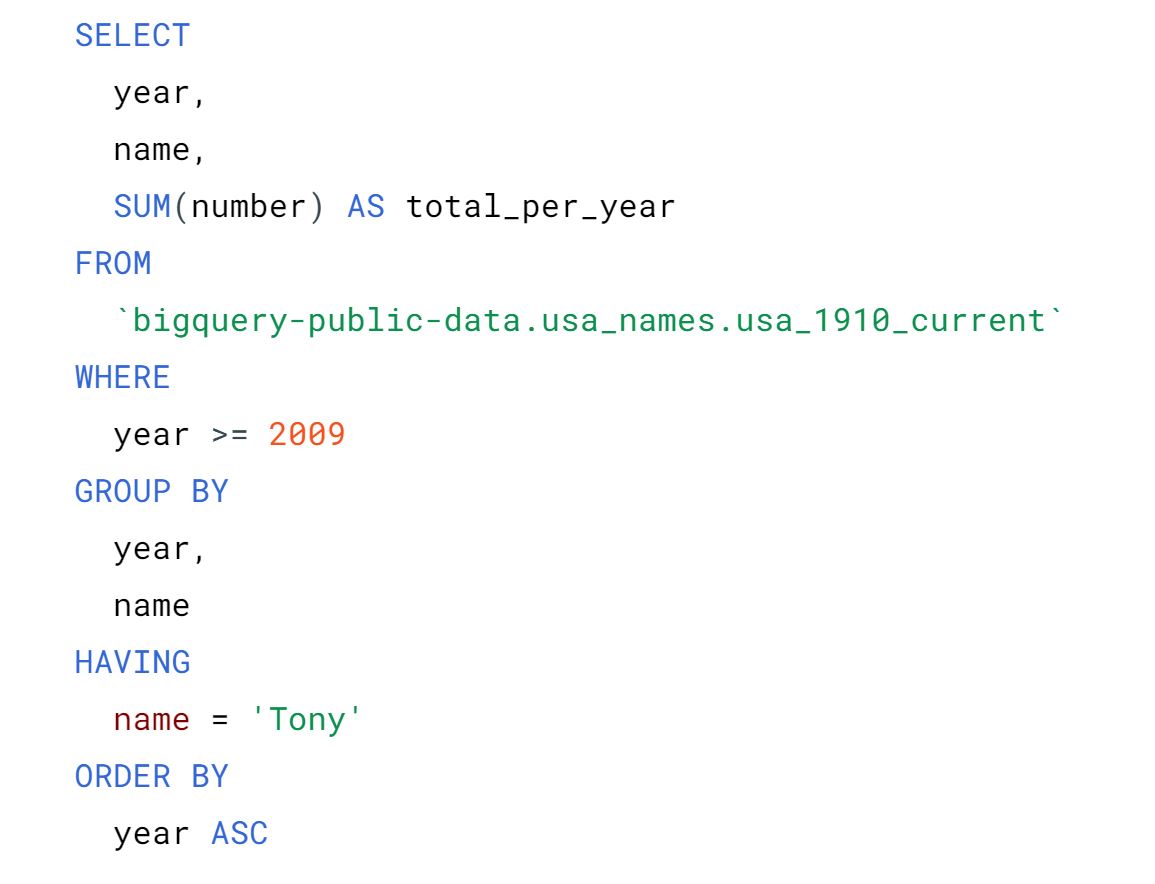 SELECT
  year,
  name,
  SUM(number) AS total_per_year
FROM
  `bigquery-public-data.usa_names.usa_1910_current`
WHERE
  year >= 2009
GROUP BY
  year,
  name
HAVING
  name = 'Tony'
ORDER BY
  year ASC